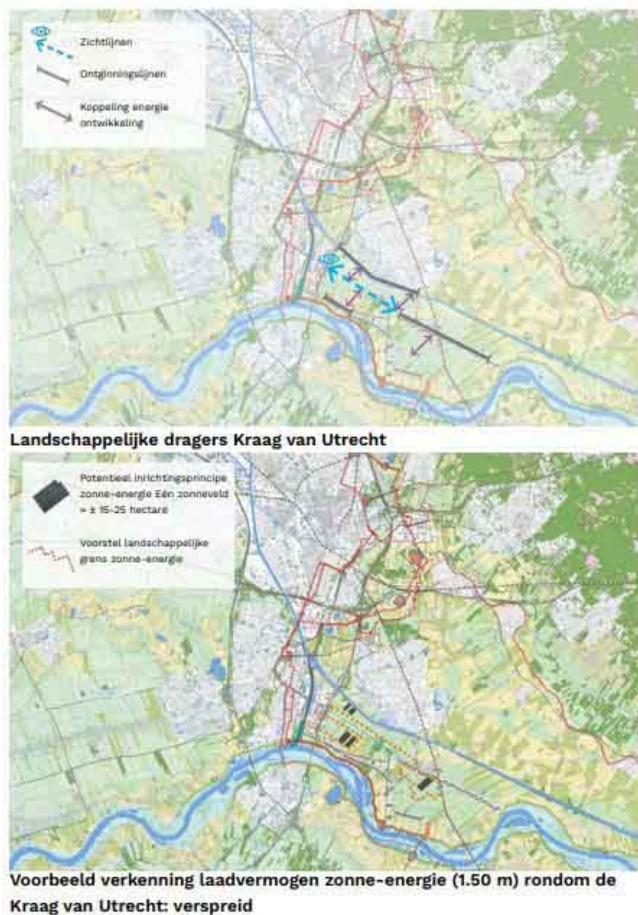 Zichtlijnen
Ontginningslijnen
Koppeling energie
ontwikkeling
Landschappelijke dragers Kraag van Utrecht
Potentieel inrichtingsprincipe
zonne-energie Eén zonneveld
= ± 15-25 hectare
Voorstel landschappelijke
grens zonne-energie
Voorbeeld verkenning laadvermogen zonne-energie (1.50 m) rondom de
Kraag van Utrecht: verspreid